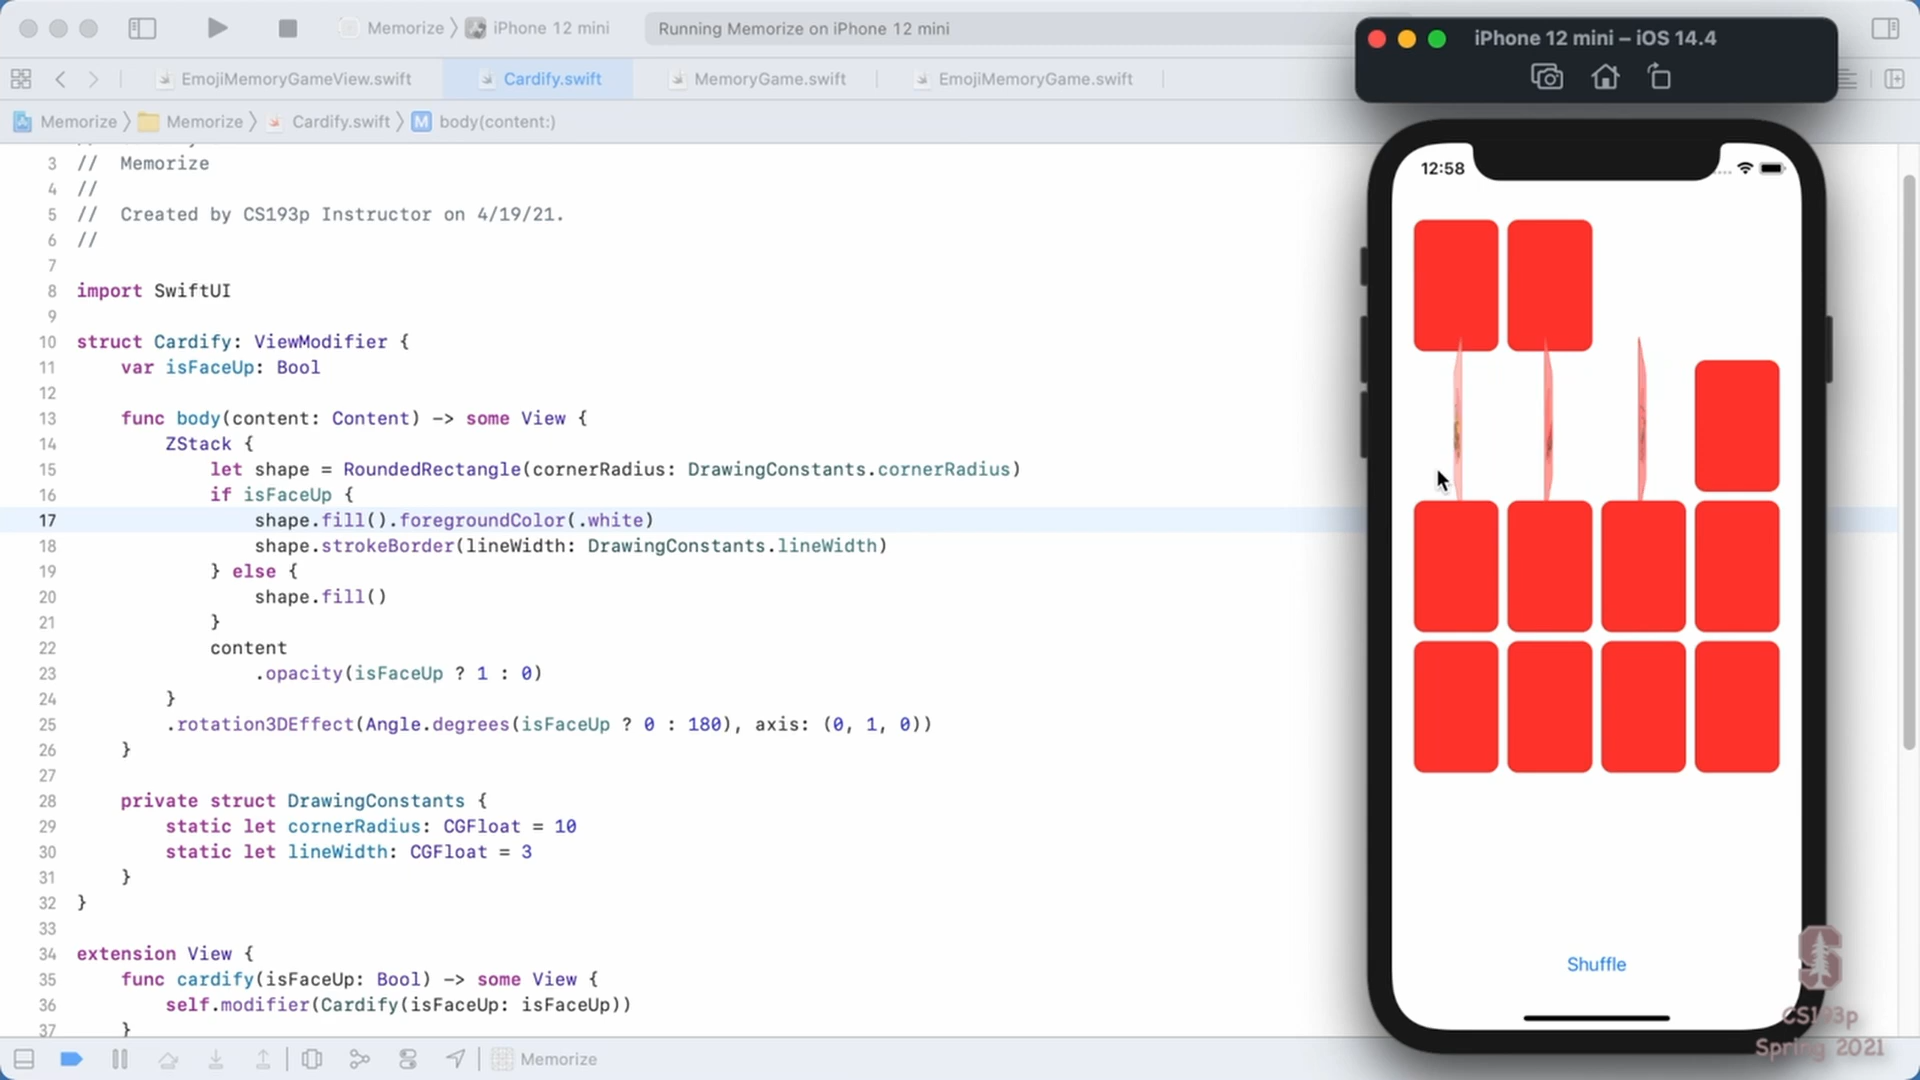 Memorize 〉 iPhone 12 mini
Running Memorize on iPhone 12 mini
iPhone 12 mini – iOS 14.4
EmojiMemoryGameView.swift
Cardify.swift
MemoryGame.swift
EmojiMemoryGame.swift
Memorize 〉 Memorize 〉 Cardify.swift 〉 M body(content:)
3 //  Memorize
4 //
5 //  Created by CS193p Instructor on 4/19/21.
6 //
7
8 import SwiftUI
9
10 struct Cardify: ViewModifier {
11     var isFaceUp: Bool
12
13     func body(content: Content) -> some View {
14         ZStack {
15             let shape = RoundedRectangle(cornerRadius: DrawingConstants.cornerRadius)
16             if isFaceUp {
17                 shape.fill().foregroundColor(.white)
18                 shape.strokeBorder(lineWidth: DrawingConstants.lineWidth)
19             } else {
20                 shape.fill()
21             }
22             content
23                 .opacity(isFaceUp ? 1 : 0)
24         }
25         .rotation3DEffect(Angle.degrees(isFaceUp ? 0 : 180), axis: (0, 1, 0))
26     }
27
28     private struct DrawingConstants {
29         static let cornerRadius: CGFloat = 10
30         static let lineWidth: CGFloat = 3
31     }
32 }
33
34 extension View {
35     func cardify(isFaceUp: Bool) -> some View {
36         self.modifier(Cardify(isFaceUp: isFaceUp))
37     }
Memorize
12:58
Shuffle
CS193p
Spring 2021